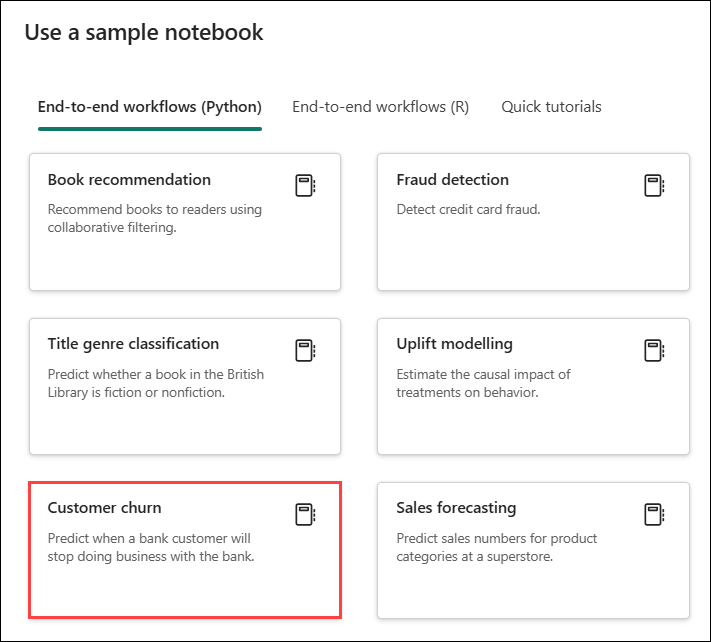 Use a sample notebook
End-to-end workflows (Python)
End-to-end workflows (R)
Quick tutorials
Book recommendation
Recommend books to readers using
collaborative filtering.
Fraud detection
Detect credit card fraud.
Title genre classification
Predict whether a book in the British
Library is fiction or nonfiction.
Uplift modelling
Estimate the causal impact of
treatments on behavior.
Customer churn
Predict when a bank customer will
stop doing business with the bank.
Sales forecasting
Predict sales numbers for product
categories at a superstore.